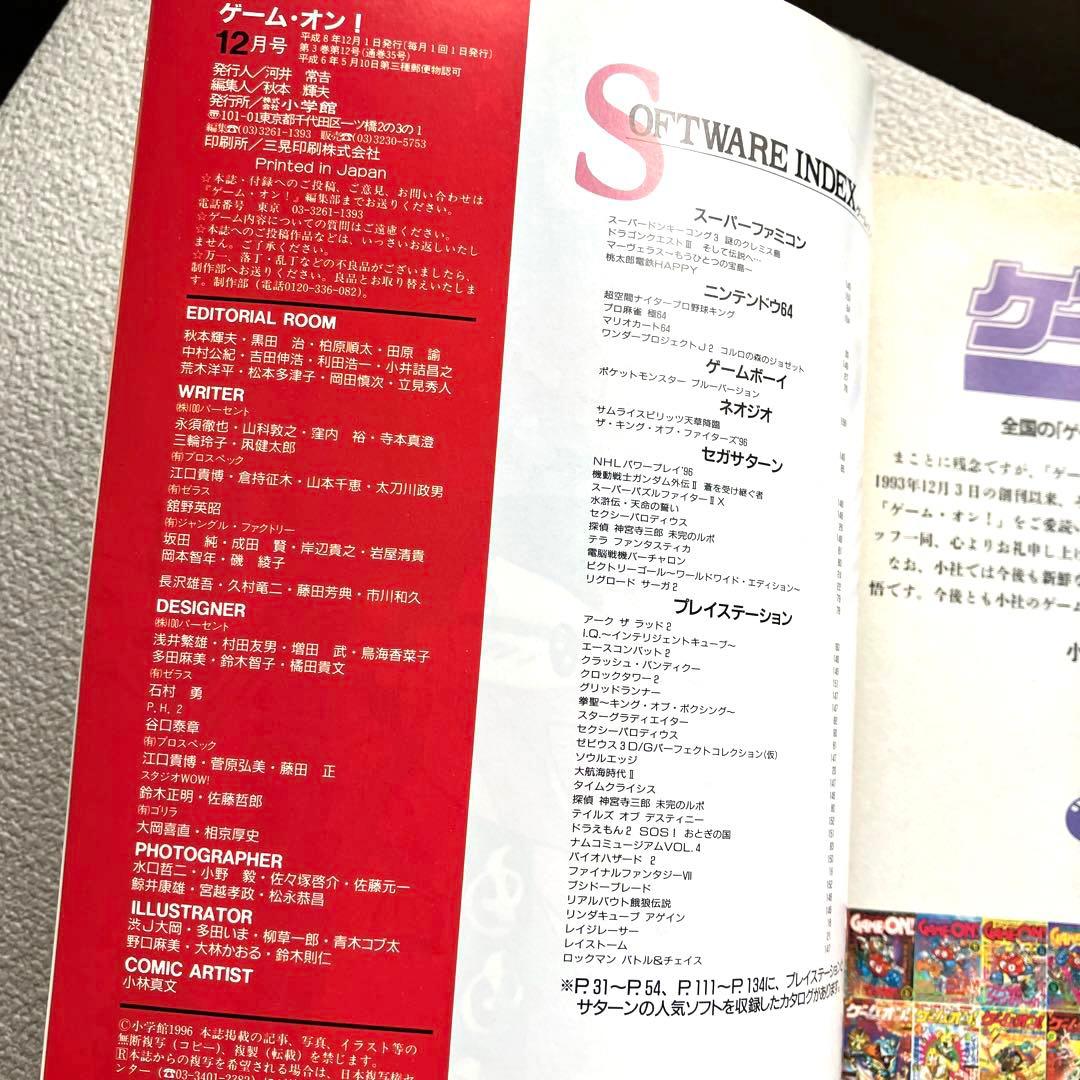 ゲーム・オン!
12月号
平成8年12月1日発行(毎月1回1日発行)
第3巻第12号(通巻35号)
平成6年5月10日第三種郵便物認可
発行人/河井 常吉
編集人/秋本 輝夫
発行所/株式会社小学館
〠101-01東京都千代田区一ツ橋2の3の1
編集☎(03)3261-1393 販売☎(03)3230-5753
印刷所/三晃印刷株式会社
Printed in Japan
☆本誌・付録へのご投稿、ご意見、お問い合わせは
『ゲーム・オン!』編集部までお送りください。
電話番号 東京 03-3261-1393
☆ゲーム内容についての質問はご遠慮ください。
☆本誌へのご投稿作品などは、いっさいお返しいたし
ません。ご了承ください。
☆万一、落丁・乱丁などの不良品がございましたら、
制作部へお送りください。良品とお取り替えいたしま
す。制作部(電話0120-336-082)。
EDITORIAL ROOM
秋本輝夫・黒田 治・柏原順太・田原 諭
中村公紀・吉田伸浩・利田浩一・小井詰昌之
荒木洋平・松本多津子・岡田慎次・立見秀人
WRITER
㈱100パーセント
永須徹也・山科敦之・窪内 裕・寺本真澄
三輪玲子・凩健太郎
㈲プロスペック
江口貴博・倉持征木・山本千恵・太刀川政男
㈲ゼラス
舘野英昭
㈲ジャングル・ファクトリー
坂田 純・成田 賢・岸辺貴之・岩屋清貴
岡本智年・磯 綾子
長沢雄吾・久村竜二・藤田芳典・市川和久
DESIGNER
㈱100パーセント
浅井繁雄・村田友男・増田 武・鳥海香菜子
多田麻美・鈴木智子・橘田貴文
㈲ゼラス
石村 勇
P.H.2
谷口泰章
㈲プロスペック
江口貴博・菅原弘美・藤田 正
スタジオWOW!
鈴木正明・佐藤哲郎
㈲ゴリラ
大岡喜直・相京厚史
PHOTOGRAPHER
水口哲二・小野 毅・佐々塚啓介・佐藤元一
鯨井康雄・宮越孝政・松永恭昌
ILLUSTRATOR
渋J大岡・多田いま・柳草一郎・青木コブ太
野口麻美・大林かおる・鈴木則仁
COMIC ARTIST
小林真文
©小学館1996 本誌掲載の記事、写真、イラスト等の
無断複写(コピー)、複製(転載)を禁じます。
Ⓡ本誌からの複写を希望される場合は、日本複写権セ
ンター(☎03-3401-2382)
SOFTWARE INDEX
スーパーファミコン
スーパードンキーコング3 謎のクレミス島
ドラゴンクエストⅢ そして伝説へ…
マーヴェラス〜もうひとつの宝島〜
桃太郎電鉄HAPPY
ニンテンドウ64
超空間ナイタープロ野球キング
プロ麻雀 極64
マリオカート64
ワンダープロジェクトJ2 コルロの森のジョゼット
ゲームボーイ
ポケットモンスター ブルーバージョン
ネオジオ
サムライスピリッツ天草降臨
ザ・キング・オブ・ファイターズ'96
セガサターン
NHLパワープレイ'96
機動戦士ガンダム外伝Ⅱ 蒼を受け継ぐ者
スーパーパズルファイターⅡX
水滸伝・天命の誓い
セクシーパロディウス
探偵 神宮寺三郎 未完のルポ
テラ ファンタスティカ
電脳戦機バーチャロン
ビクトリーゴール〜ワールドワイド・エディション〜
リグロード サーガ2
プレイステーション
アーク ザ ラッド2
I.Q.〜インテリジェントキューブ〜
エースコンバット2
クラッシュ・バンディクー
クロックタワー2
グリッドランナー
拳聖〜キング・オブ・ボクシング〜
スターグラディエイター
セクシーパロディウス
ゼビウス3D/Gパーフェクトコレクション(仮)
ソウルエッジ
大航海時代Ⅱ
タイムクライシス
探偵 神宮寺三郎 未完のルポ
テイルズ オブ デスティニー
ドラえもん2 SOS! おとぎの国
ナムコミュージアムVOL.4
バイオハザード 2
ファイナルファンタジーⅦ
ブシドーブレード
リアルバウト餓狼伝説
リンダキューブ アゲイン
レイジレーサー
レイストーム
ロックマン バトル&チェイス
※P.31〜P.54、P.111〜P.134に、プレイステーション
サターンの人気ソフトを収録したカタログがあります。
全国の「ゲ
まことに残念ですが、『ゲー
1993年12月3日の創刊以来、
『ゲーム・オン!』をご愛読い
ッフ一同、心よりお礼申し上げ
なお、小社では今後も新鮮な
悟です。今後とも小社のゲーム
小
GAME ON!
GAME ON!
GAME ON!
ゲーム・オン!
ゲーム・オン!
ゲーム・オン!